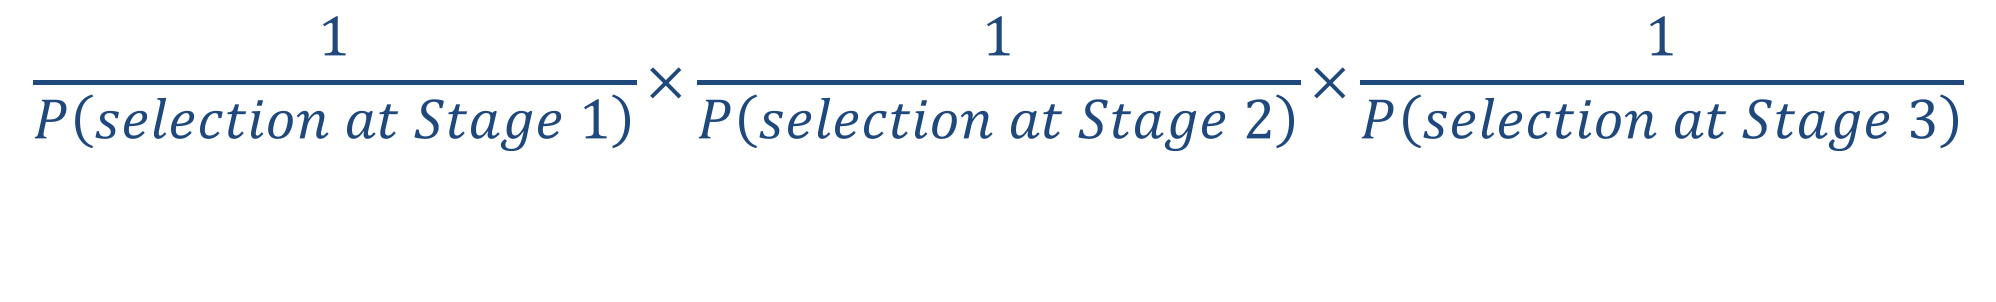 1/P(selection at Stage 1) × 1/P(selection at Stage 2) × 1/P(selection at Stage 3)